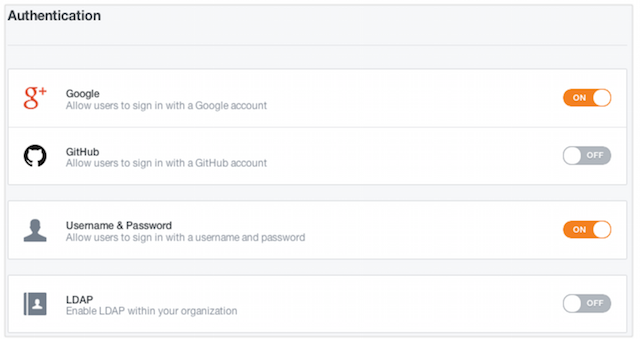 Authentication
g+
Google
Allow users to sign in with a Google account
ON
GitHub
Allow users to sign in with a GitHub account
OFF
Username & Password
Allow users to sign in with a username and password
ON
LDAP
Enable LDAP within your organization
OFF